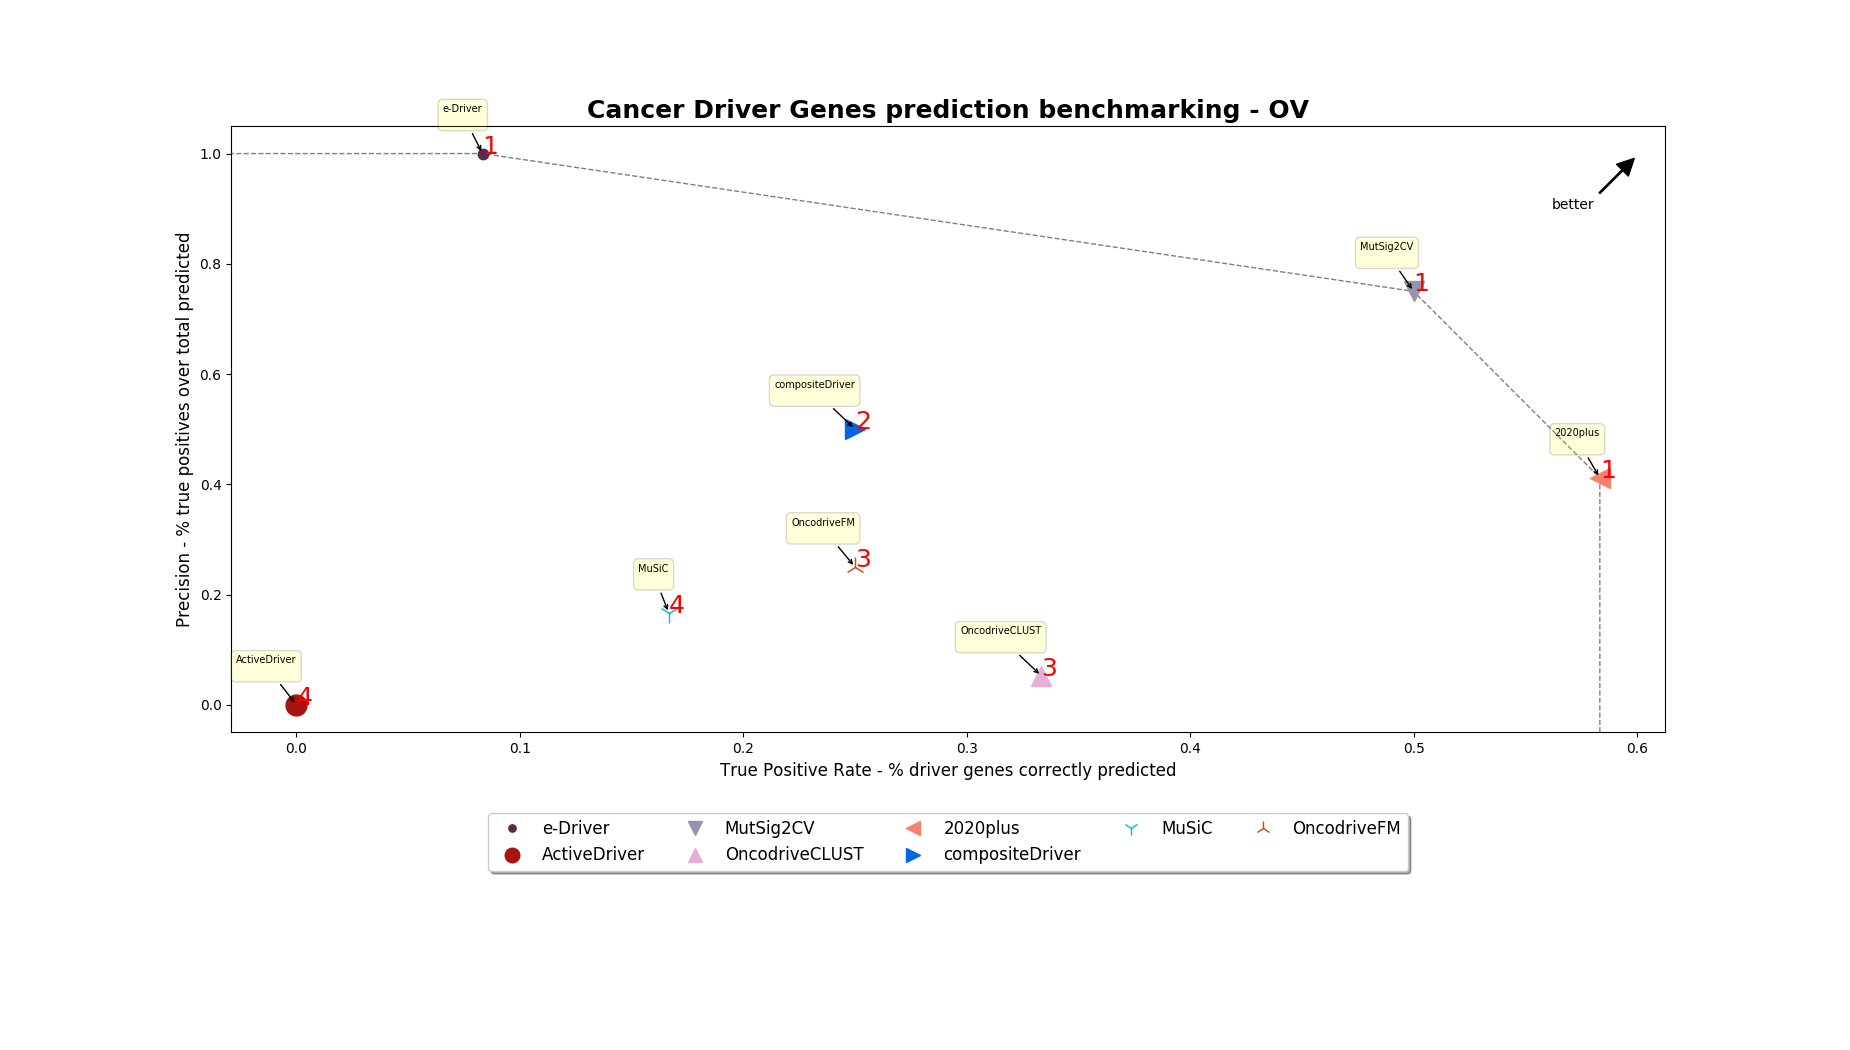 Cancer Driver Genes prediction benchmarking - OV
e-Driver
1
1.0
better
MutSig2CV
1
0.8
compositeDriver
2
0.6
2020plus
1
0.4
OncodriveFM
3
MuSiC
4
0.2
OncodriveCLUST
3
ActiveDriver
4
0.0
Precision - % true positives over total predicted
0.0 0.1 0.2 0.3 0.4 0.5 0.6
True Positive Rate - % driver genes correctly predicted
e-Driver MutSig2CV 2020plus MuSiC OncodriveFM
ActiveDriver OncodriveCLUST compositeDriver